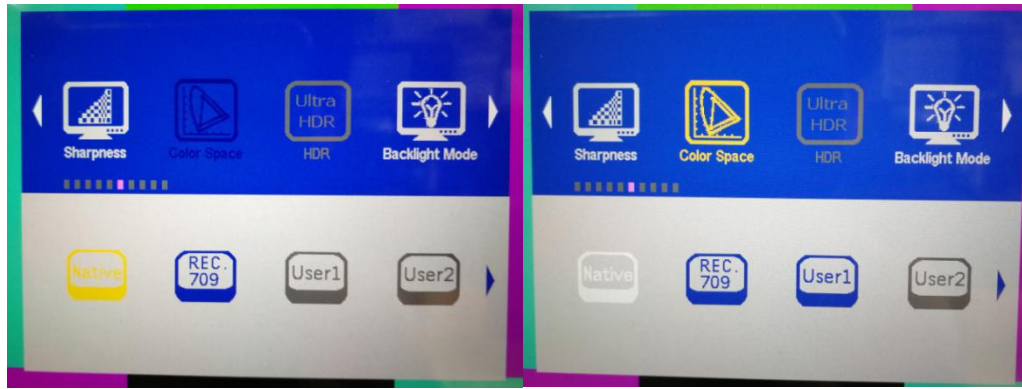 Ultra
HDR
Sharpness
Color Space
HDR
Backlight Mode
Native
REC.
709
User1
User2
Ultra
HDR
Sharpness
Color Space
HDR
Backlight Mode
Native
REC.
709
User1
User2